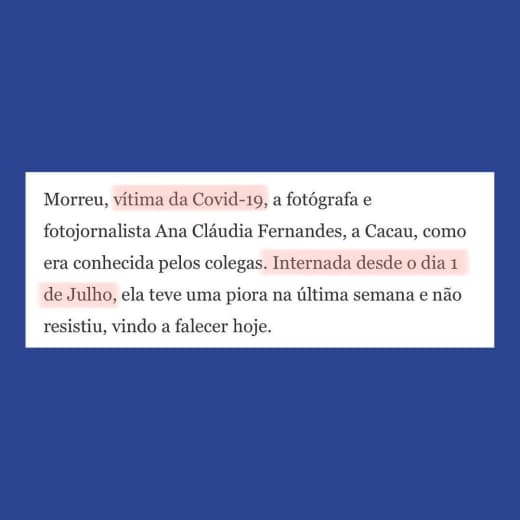 Morreu, vítima da Covid-19, a fotógrafa e
fotojornalista Ana Cláudia Fernandes, a Cacau, como
era conhecida pelos colegas. Internada desde o dia 1
de Julho, ela teve uma piora na última semana e não
resistiu, vindo a falecer hoje.